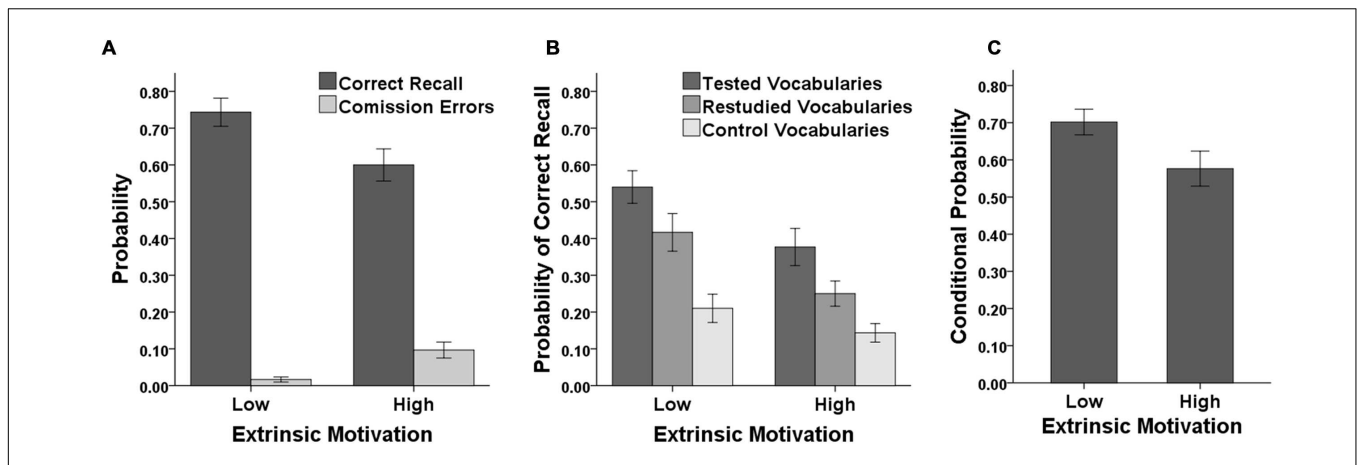 A
Correct Recall
Comission Errors
Probability
0.80
0.70
0.60
0.50
0.40
0.30
0.20
0.10
0.00
Low
High
Extrinsic Motivation
B
Tested Vocabularies
Restudied Vocabularies
Control Vocabularies
Probability of Correct Recall
0.80
0.70
0.60
0.50
0.40
0.30
0.20
0.10
0.00
Low
High
Extrinsic Motivation
C
Conditional Probability
0.80
0.70
0.60
0.50
0.40
0.30
0.20
0.10
0.00
Low
High
Extrinsic Motivation